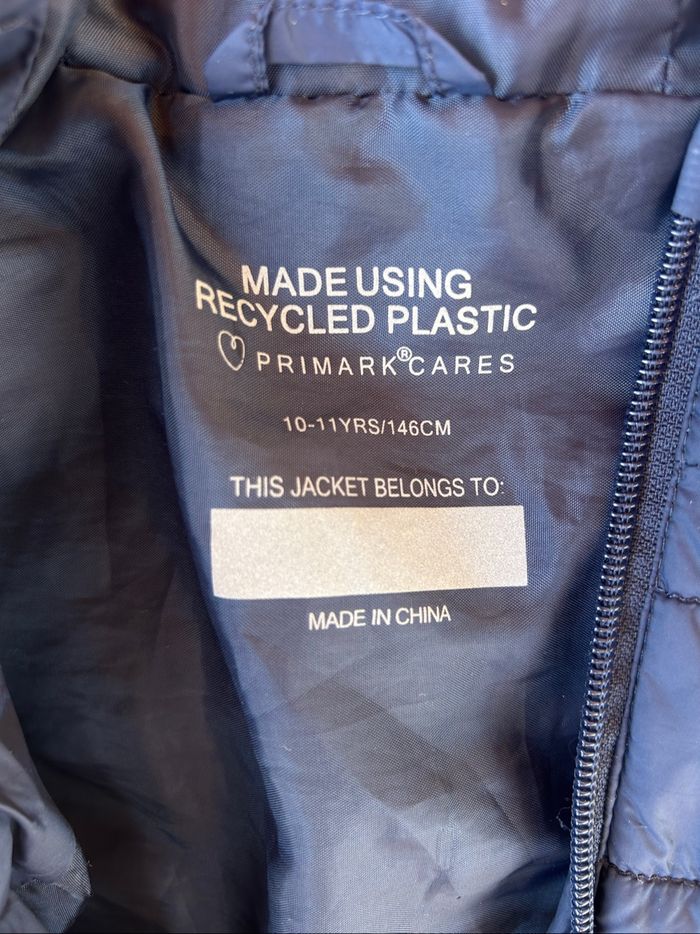 MADE USING
RECYCLED PLASTIC
PRIMARK® CARES
10-11YRS/146CM
THIS JACKET BELONGS TO:
MADE IN CHINA